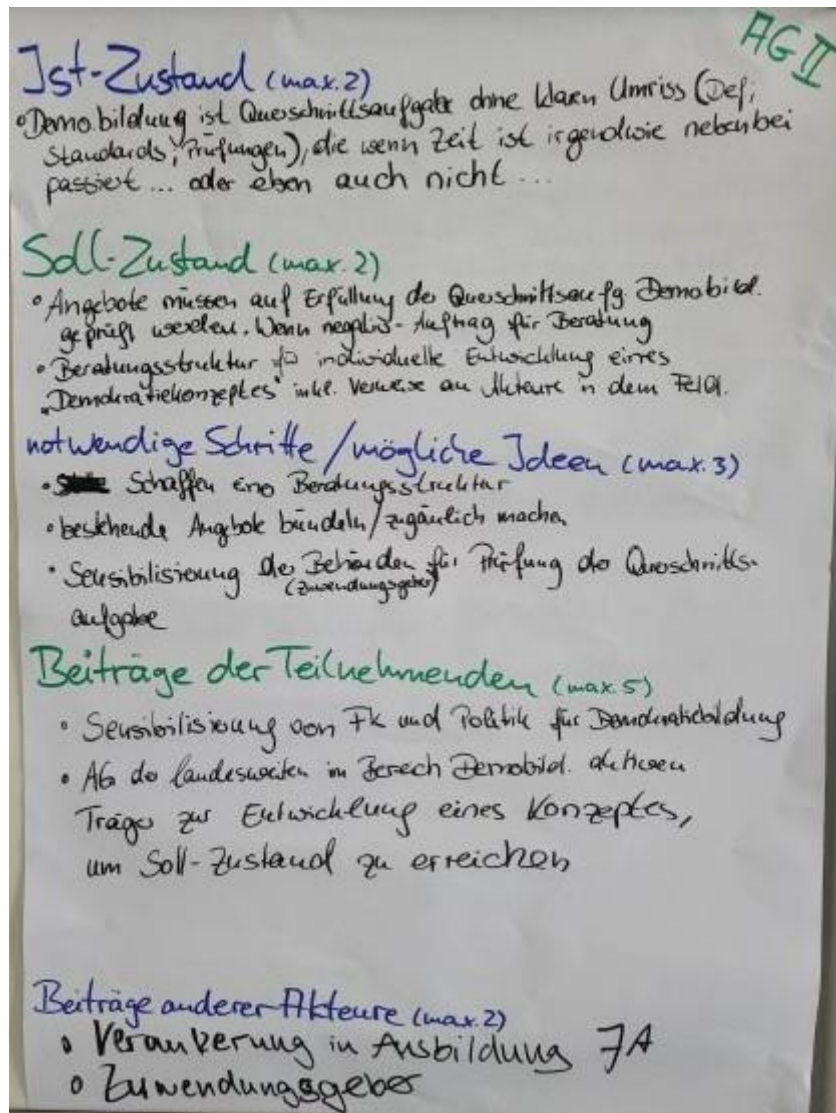 AG II
Ist-Zustand (max. 2)
• Demo.bildung ist Querschnittsaufgabe ohne klaren Umriss (Def,
Standards, Prüfungen), die wenn Zeit ist irgendwie nebenbei
passiert... oder eben auch nicht...
Soll-Zustand (max. 2)
• Angebote müssen auf Erfüllung der Querschnittsaufg Demobild.
geprüft werden. Wenn negativ - Auftrag für Beratung
• Beratungsstruktur für individuelle Entwicklung eines
"Demokratiekonzeptes" inkl. Verweise an Akteure in dem Feld.
notwendige Schritte / mögliche Ideen (max. 3)
• Schaffen einer Beratungsstruktur
• bestehende Angebote bündeln/zugänlich machen
• Sensibilisierung der Behörden für Prüfung der Querschnitts-
(Zuwendungsgeber)
aufgabe
Beiträge der Teilnehmenden (max. 5)
• Sensibilisierung von Fk und Politik für Demokratiebildung
• AG der landesweiten im Bereich Demobild. aktiven
Träger zur Entwicklung eines Konzeptes,
um Soll-Zustand zu erreichen
Beiträge anderer Akteure (max. 2)
• Verankerung in Ausbildung JA
• Zuwendungsgeber